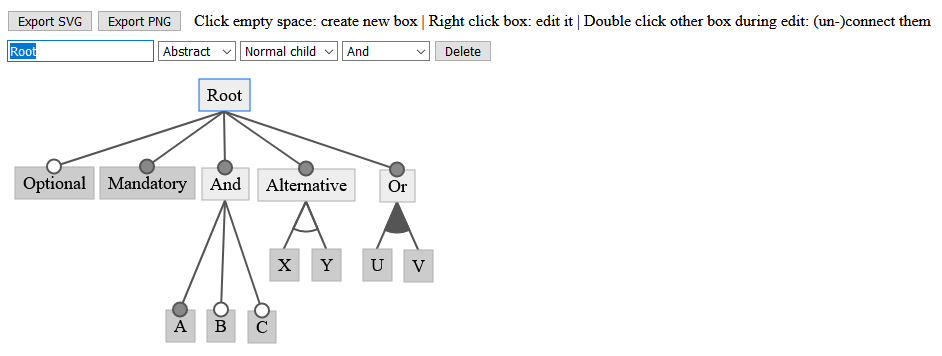 Export SVG Export PNG Click empty space: create new box | Right click box: edit it | Double click other box during edit: (un-)connect them
Root Abstract Normal child And Delete
Root
Optional Mandatory And Alternative Or
X Y U V
A B C